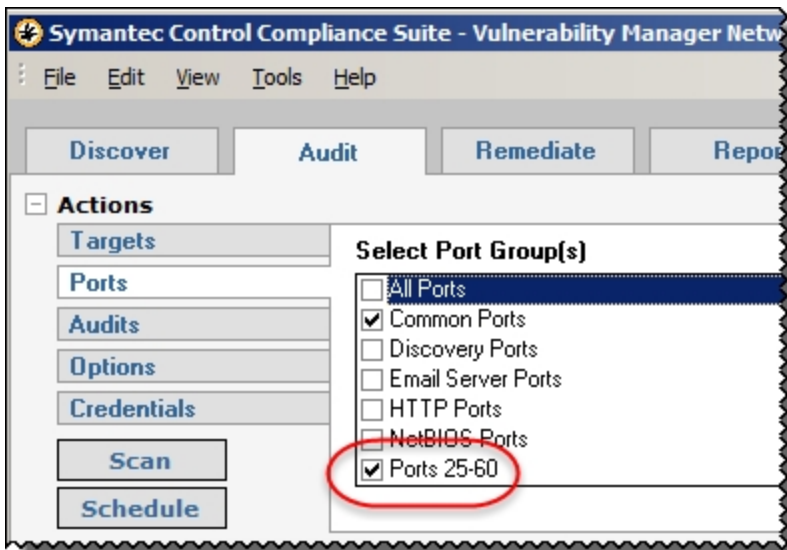 Symantec Control Compliance Suite - Vulnerability Manager Netw
File Edit View Tools Help
Discover Audit Remediate Repor
Actions
Targets
Ports
Audits
Options
Credentials
Scan
Schedule
Select Port Group(s)
All Ports
Common Ports
Discovery Ports
Email Server Ports
HTTP Ports
NetBIOS Ports
Ports 25-60